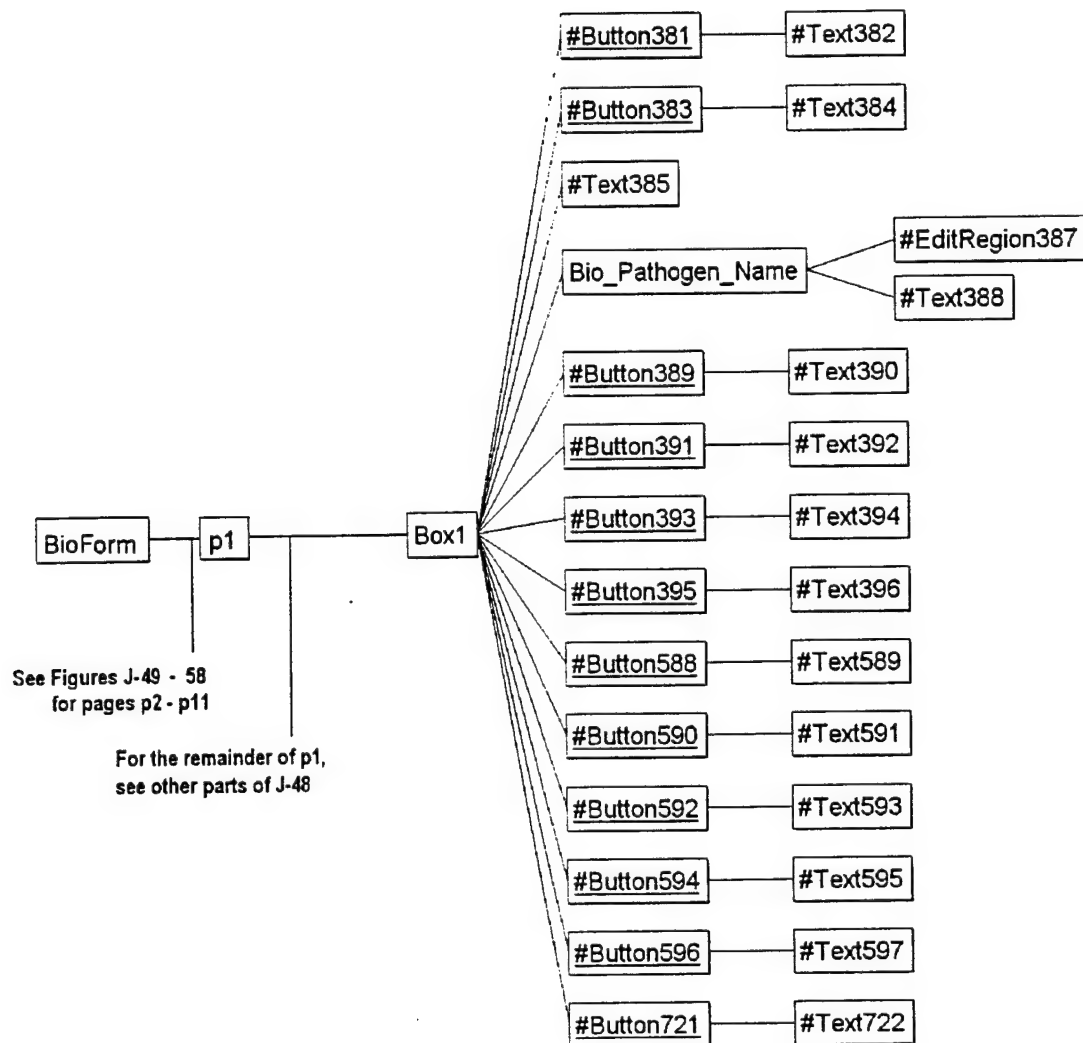 #Button381 #Text382
#Button383 #Text384
#Text385
#EditRegion387
Bio_Pathogen_Name
#Text388
#Button389 #Text390
#Button391 #Text392
#Button393 #Text394
BioForm p1 Box1
#Button395 #Text396
#Button588 #Text589
See Figures J-49 - 58
for pages p2 - p11
#Button590 #Text591
For the remainder of p1,
see other parts of J-48
#Button592 #Text593
#Button594 #Text595
#Button596 #Text597
#Button721 #Text722